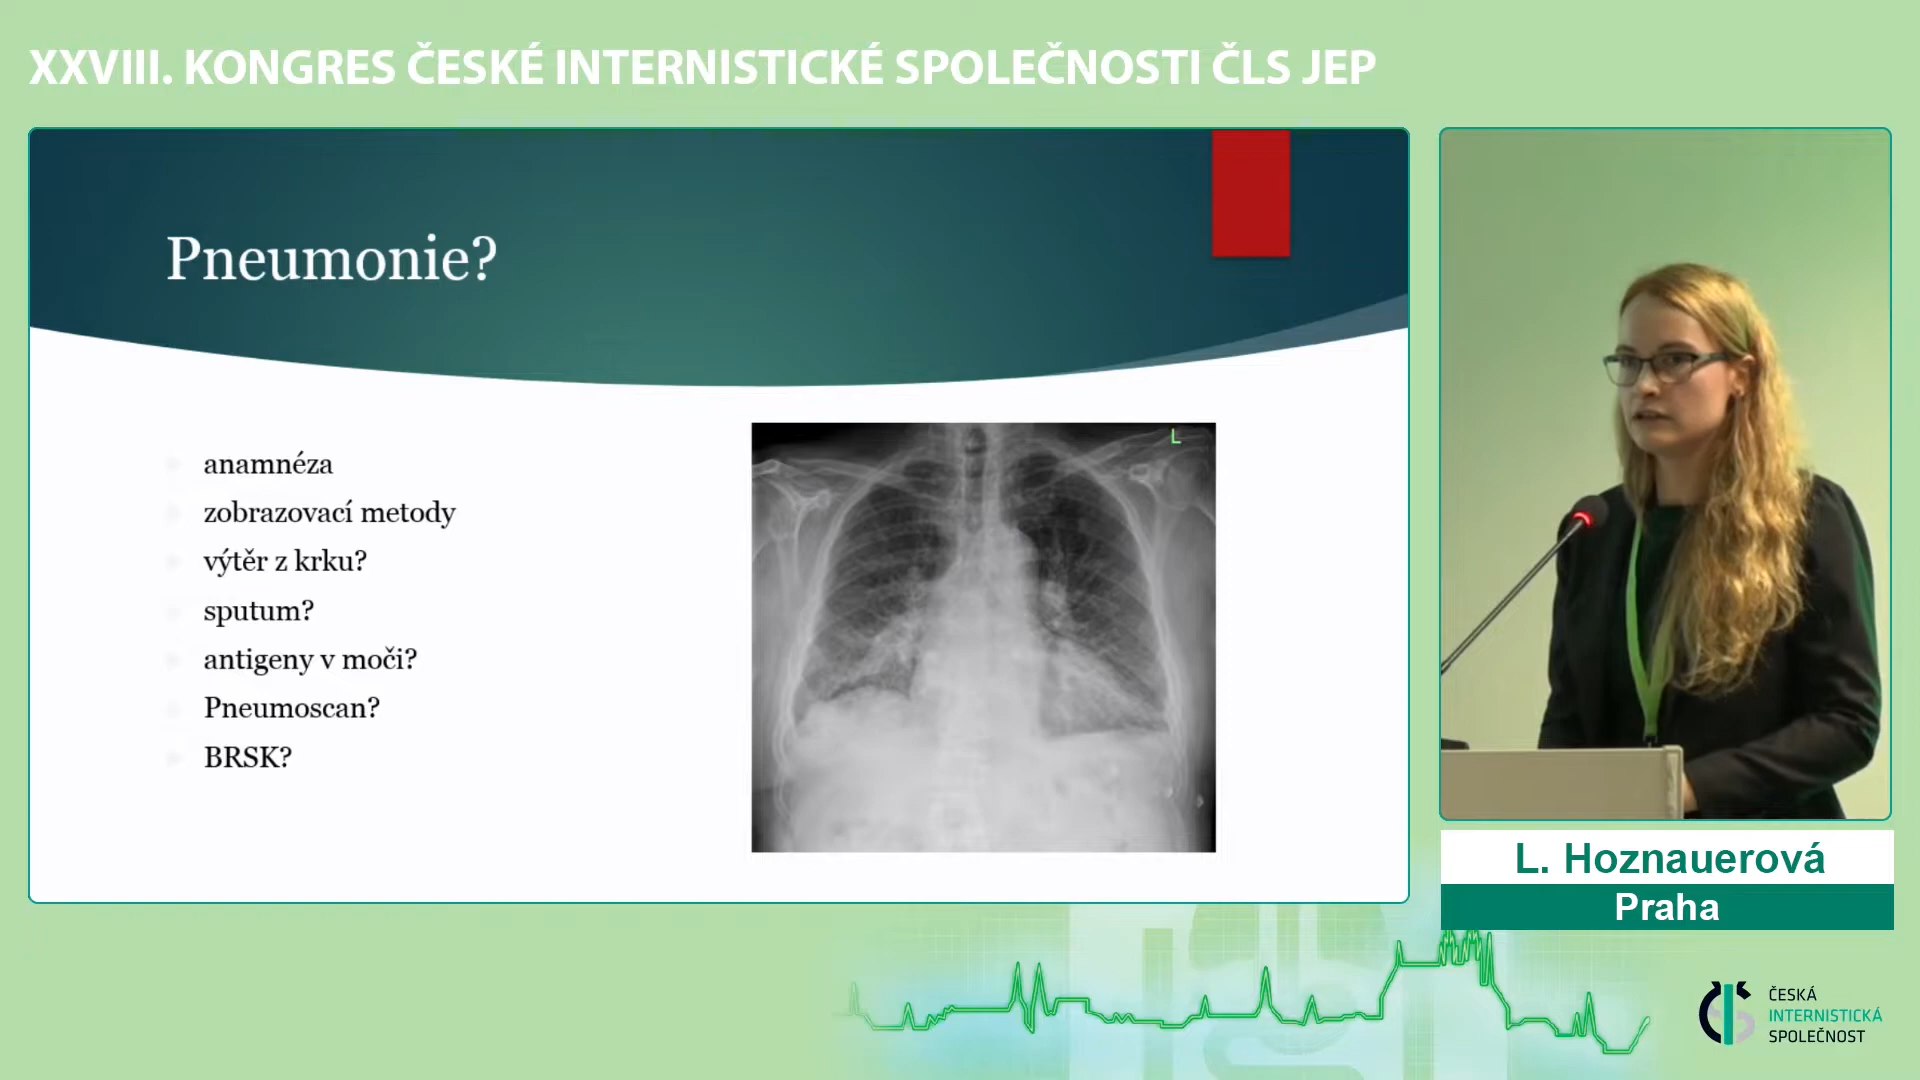 XXVIII. KONGRES ČESKÉ INTERNISTICKÉ SPOLEČNOSTI ČLS JEP
Pneumonie?
anamnéza
zobrazovací metody
výtěr z krku?
sputum?
antigeny v moči?
Pneumoscan?
BRSK?
L
L. Hoznauerová
Praha
ČESKÁ
INTERNISTICKÁ
SPOLEČNOST